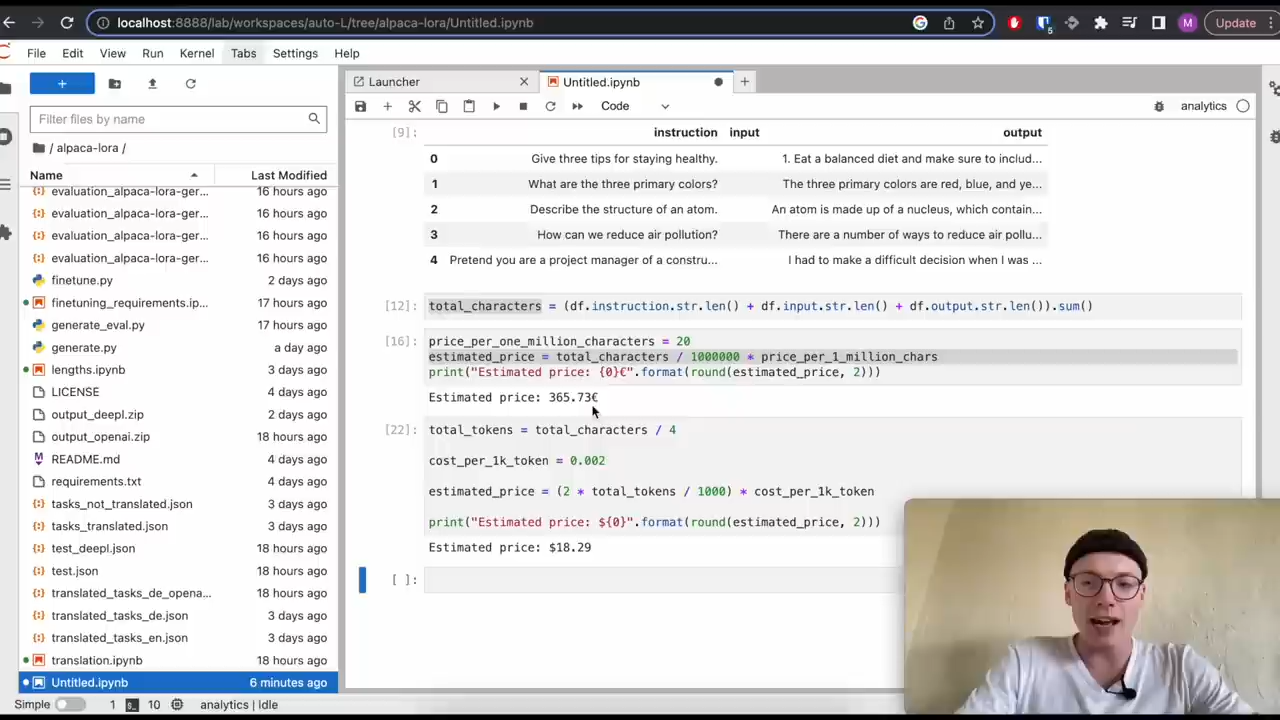 localhost:8888/lab/workspaces/auto-L/tree/alpaca-lora/Untitled.ipynb
5
M
Update
File Edit View Run Kernel Tabs Settings Help
+
Launcher
Untitled.ipynb
Code
analytics
Filter files by name
/ alpaca-lora /
Name Last Modified
evaluation_alpaca-lora-ger... 16 hours ago
evaluation_alpaca-lora-ger... 16 hours ago
evaluation_alpaca-lora-ger... 16 hours ago
evaluation_alpaca-lora-ger... 16 hours ago
finetune.py 2 days ago
finetuning_requirements.ip... 17 hours ago
generate_eval.py 17 hours ago
generate.py a day ago
lengths.ipynb 3 days ago
LICENSE 4 days ago
output_deepl.zip 2 days ago
output_openai.zip 18 hours ago
README.md 4 days ago
requirements.txt 4 days ago
tasks_not_translated.json 3 days ago
tasks_translated.json 3 days ago
test_deepl.json 18 hours ago
test.json 18 hours ago
translated_tasks_de_opena... 18 hours ago
translated_tasks_de.json 3 days ago
translated_tasks_en.json 3 days ago
translation.ipynb 18 hours ago
Untitled.ipynb 6 minutes ago
[9]: instruction input output
0 Give three tips for staying healthy. 1. Eat a balanced diet and make sure to includ...
1 What are the three primary colors? The three primary colors are red, blue, and ye...
2 Describe the structure of an atom. An atom is made up of a nucleus, which contain...
3 How can we reduce air pollution? There are a number of ways to reduce air pollu...
4 Pretend you are a project manager of a constru... I had to make a difficult decision when I was ...
[12]: total_characters = (df.instruction.str.len() + df.input.str.len() + df.output.str.len()).sum()
[16]: price_per_one_million_characters = 20
estimated_price = total_characters / 1000000 * price_per_1_million_chars
print("Estimated price: {0}€".format(round(estimated_price, 2)))
Estimated price: 365.73€
[22]: total_tokens = total_characters / 4
cost_per_1k_token = 0.002
estimated_price = (2 * total_tokens / 1000) * cost_per_1k_token
print("Estimated price: ${0}".format(round(estimated_price, 2)))
Estimated price: $18.29
[ ]:
Simple 1 10 analytics | Idle